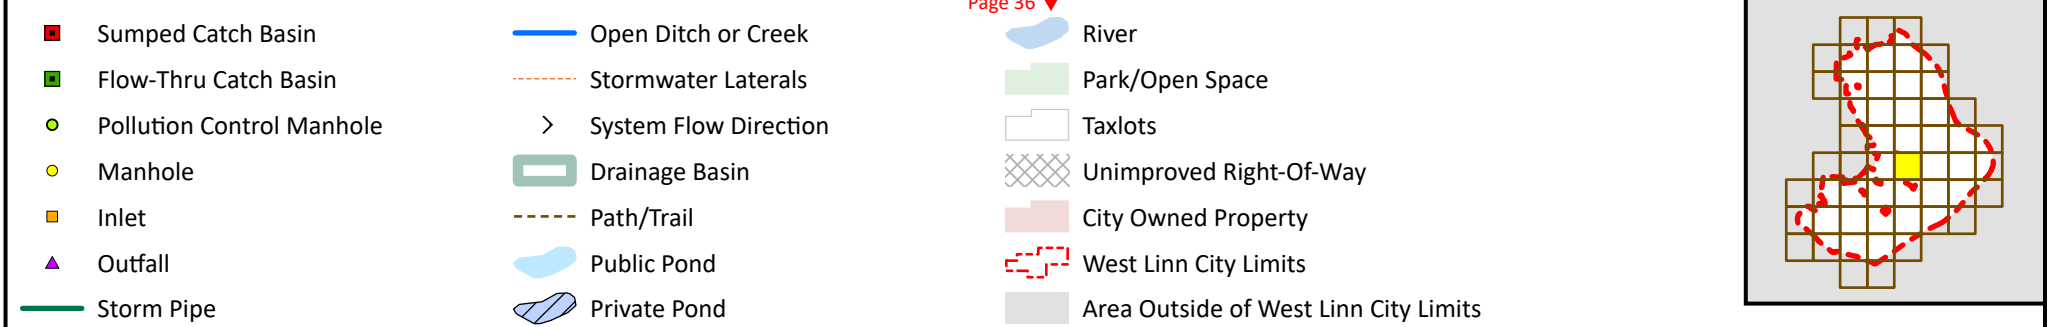 Page 36
Sumped Catch Basin
Flow-Thru Catch Basin
Pollution Control Manhole
Manhole
Inlet
Outfall
Storm Pipe
Open Ditch or Creek
Stormwater Laterals
System Flow Direction
Drainage Basin
Path/Trail
Public Pond
Private Pond
River
Park/Open Space
Taxlots
Unimproved Right-Of-Way
City Owned Property
West Linn City Limits
Area Outside of West Linn City Limits